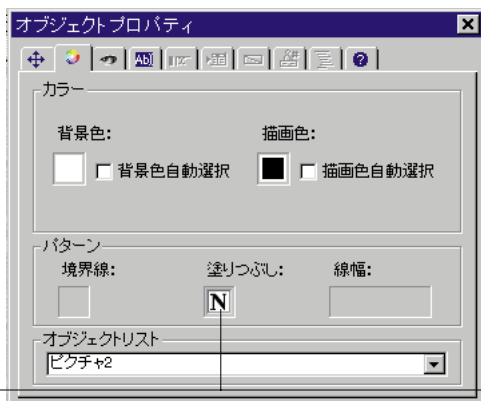 オブジェクトプロパティ
カラー
背景色: 描画色:
背景色自動選択 描画色自動選択
パターン
境界線: 塗りつぶし: 線幅:
N
オブジェクトリスト
ピクチャ2